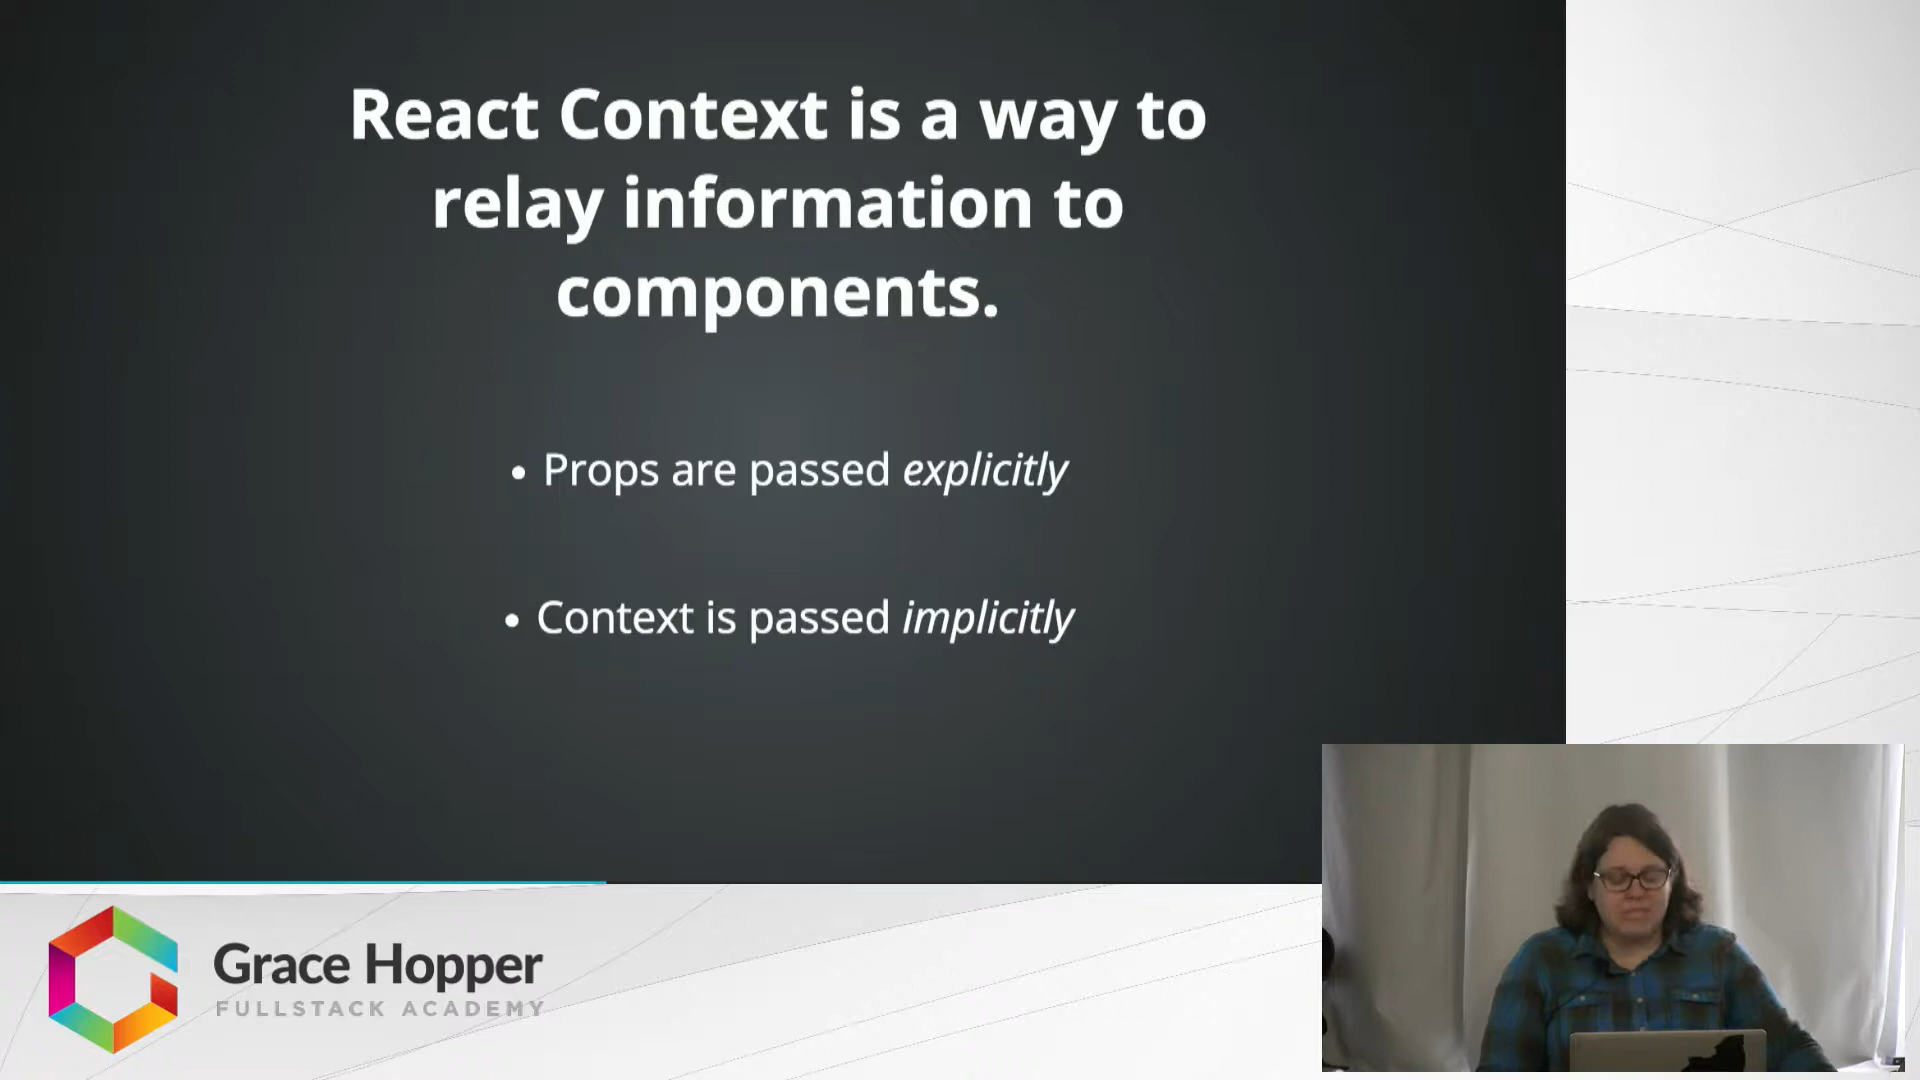 React Context is a way to
relay information to
components.
• Props are passed explicitly
• Context is passed implicitly
Grace Hopper
FULLSTACK ACADEMY